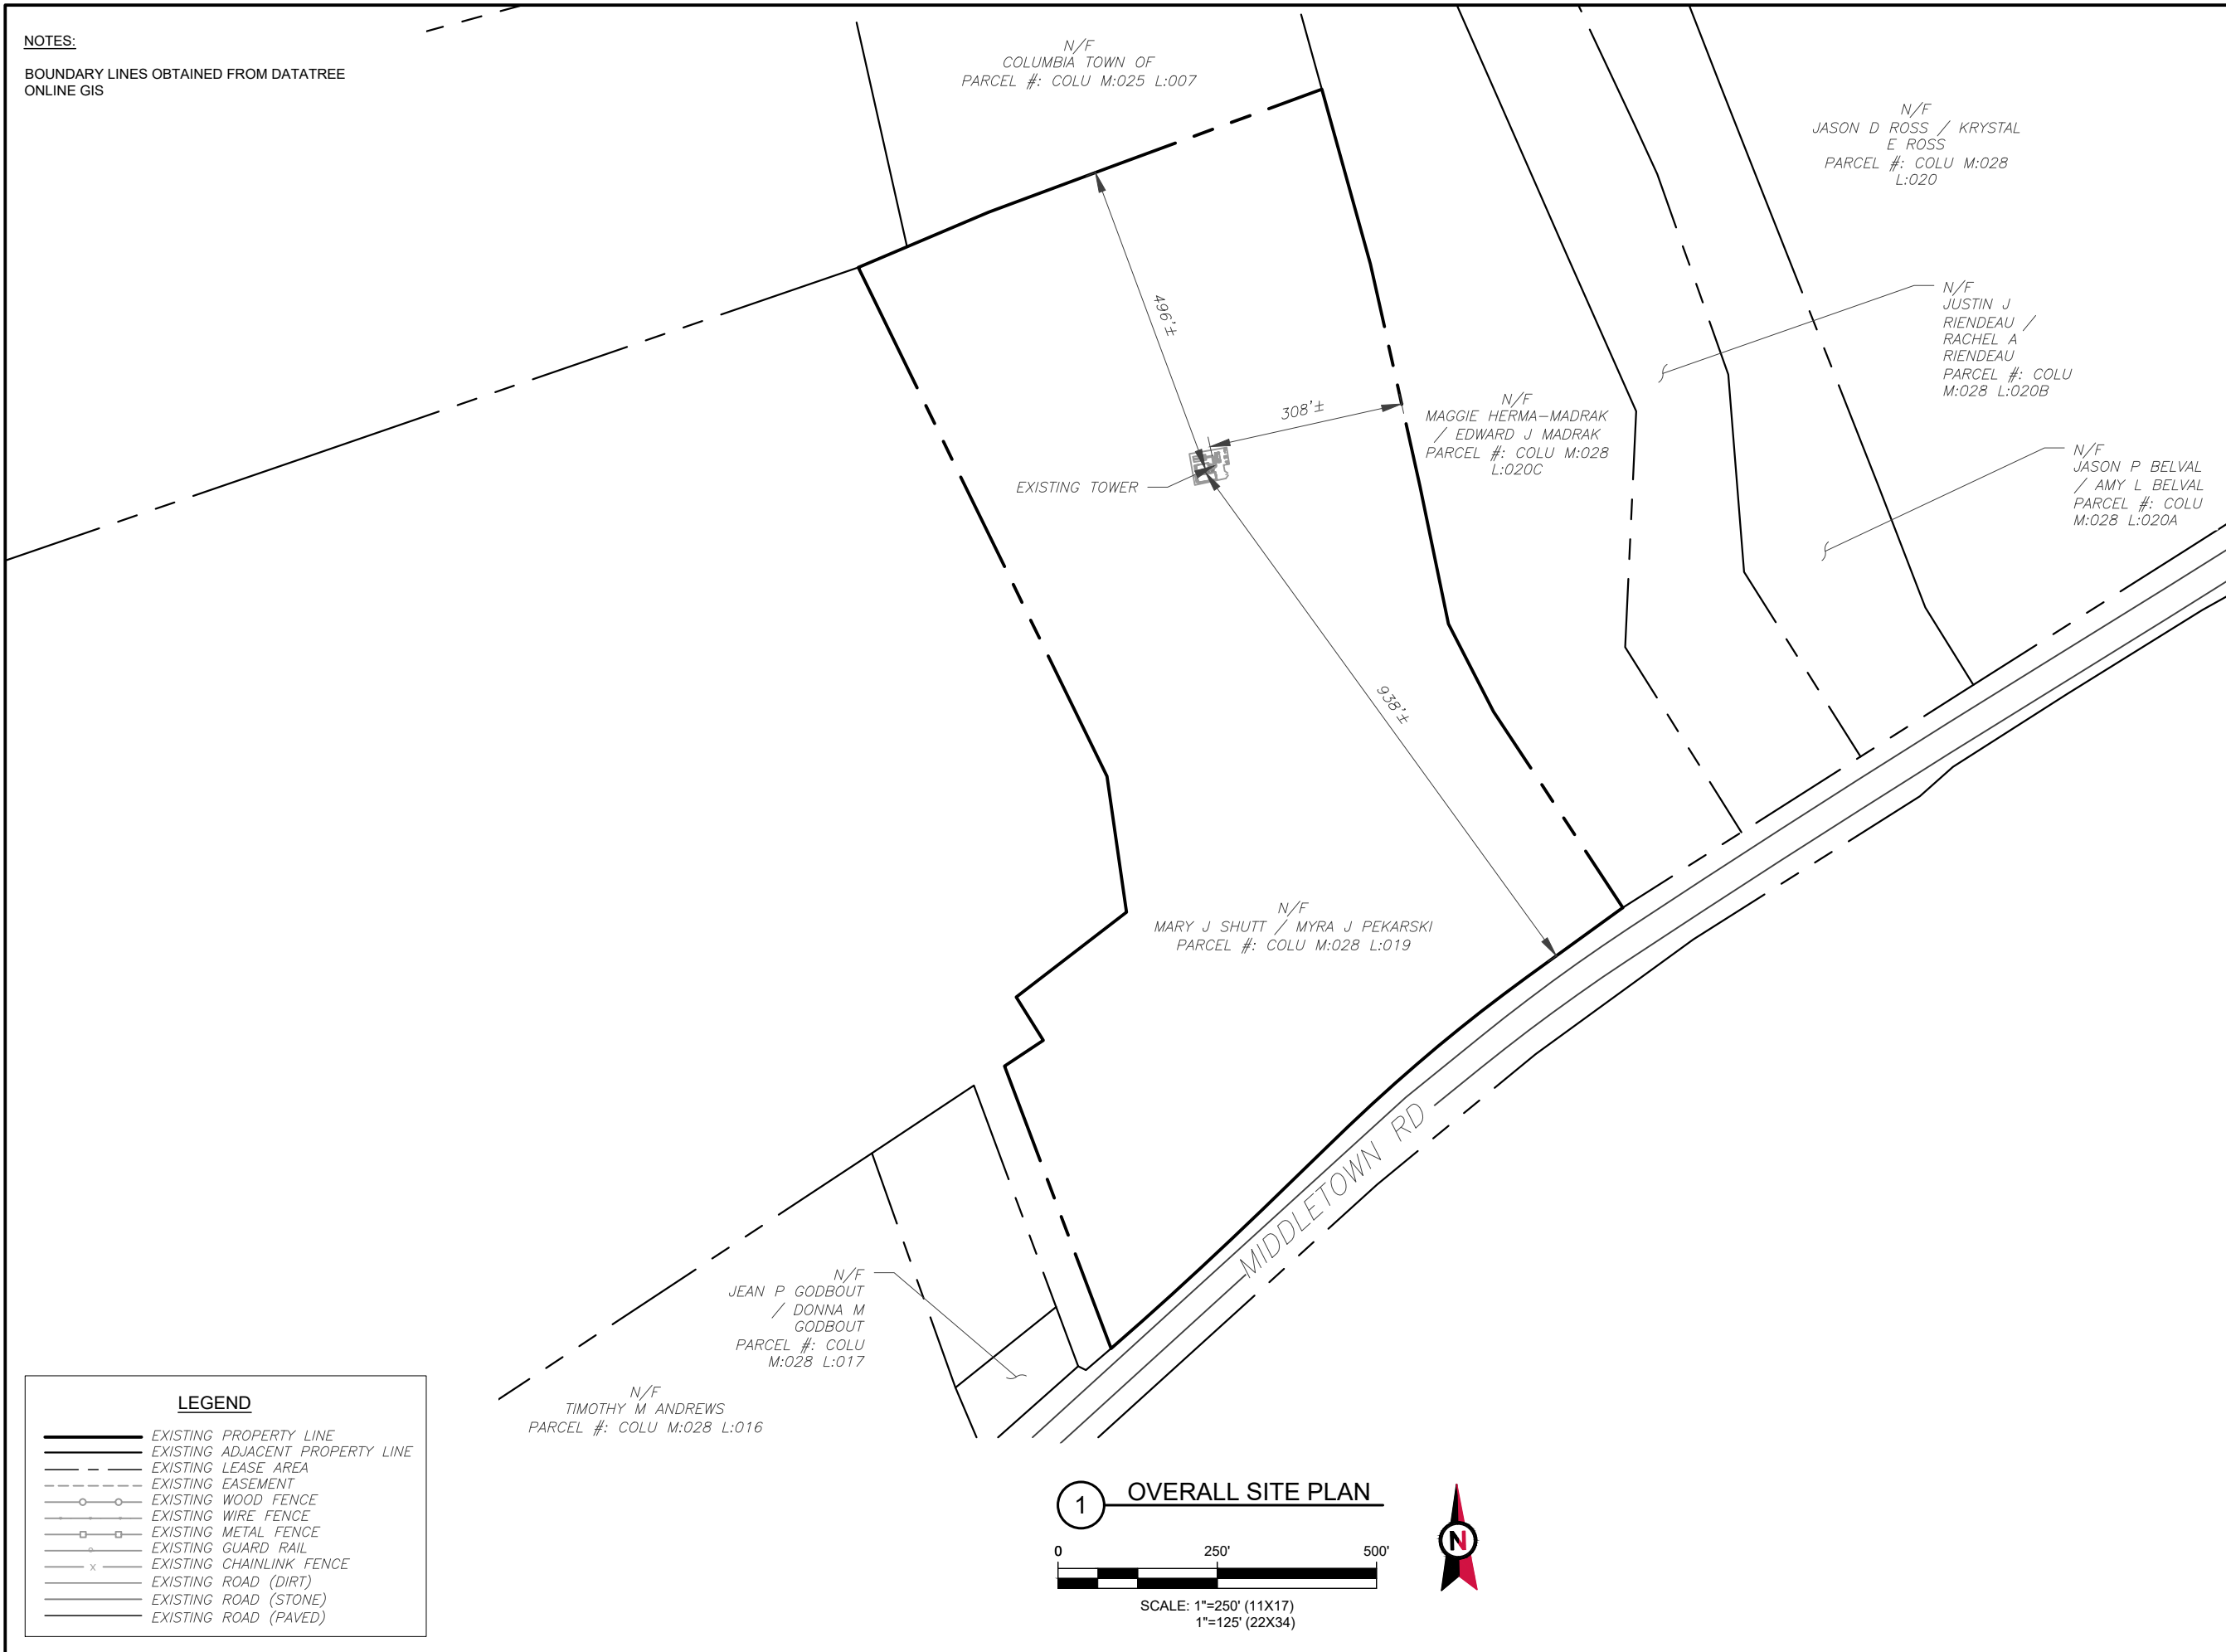 NOTES:
BOUNDARY LINES OBTAINED FROM DATATREE
ONLINE GIS
N/F
COLUMBIA TOWN OF
PARCEL #: COLU M:025 L:007
N/F
JASON D ROSS / KRYSTAL
E ROSS
PARCEL #: COLU M:028
L:020
N/F
JUSTIN J
RIENDEAU /
RACHEL A
RIENDEAU
PARCEL #: COLU
M:028 L:020B
496'±
308'±
N/F
MAGGIE HERMA-MADRAK
/ EDWARD J MADRAK
PARCEL #: COLU M:028
L:020C
N/F
JASON P BELVAL
/ AMY L BELVAL
PARCEL #: COLU
M:028 L:020A
EXISTING TOWER
938'±
N/F
MARY J SHUTT / MYRA J PEKARSKI
PARCEL #: COLU M:028 L:019
MIDDLETOWN RD
N/F
JEAN P GODBOUT
/ DONNA M
GODBOUT
PARCEL #: COLU
M:028 L:017
N/F
TIMOTHY M ANDREWS
PARCEL #: COLU M:028 L:016
LEGEND
EXISTING PROPERTY LINE
EXISTING ADJACENT PROPERTY LINE
EXISTING LEASE AREA
EXISTING EASEMENT
EXISTING WOOD FENCE
EXISTING WIRE FENCE
EXISTING METAL FENCE
EXISTING GUARD RAIL
X EXISTING CHAINLINK FENCE
EXISTING ROAD (DIRT)
EXISTING ROAD (STONE)
EXISTING ROAD (PAVED)
1 OVERALL SITE PLAN
0 250' 500'
SCALE: 1"=250' (11X17)
1"=125' (22X34)
N